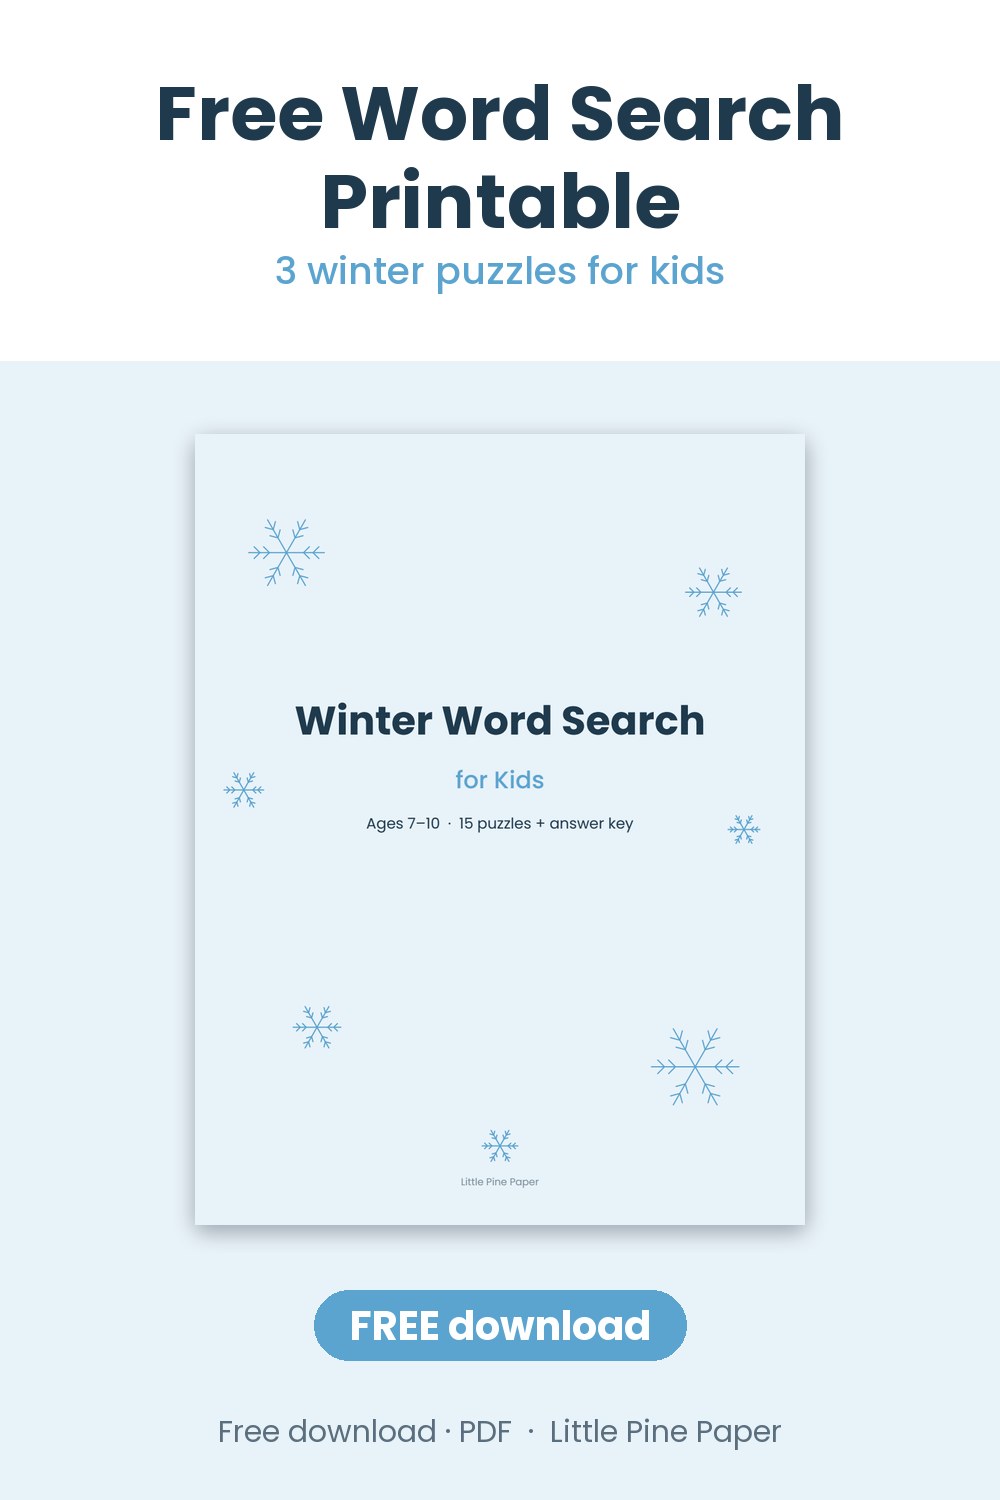 Free Word Search
Printable
3 winter puzzles for kids
Winter Word Search
for Kids
Ages 7–10 · 15 puzzles + answer key
Little Pine Paper
FREE download
Free download · PDF · Little Pine Paper